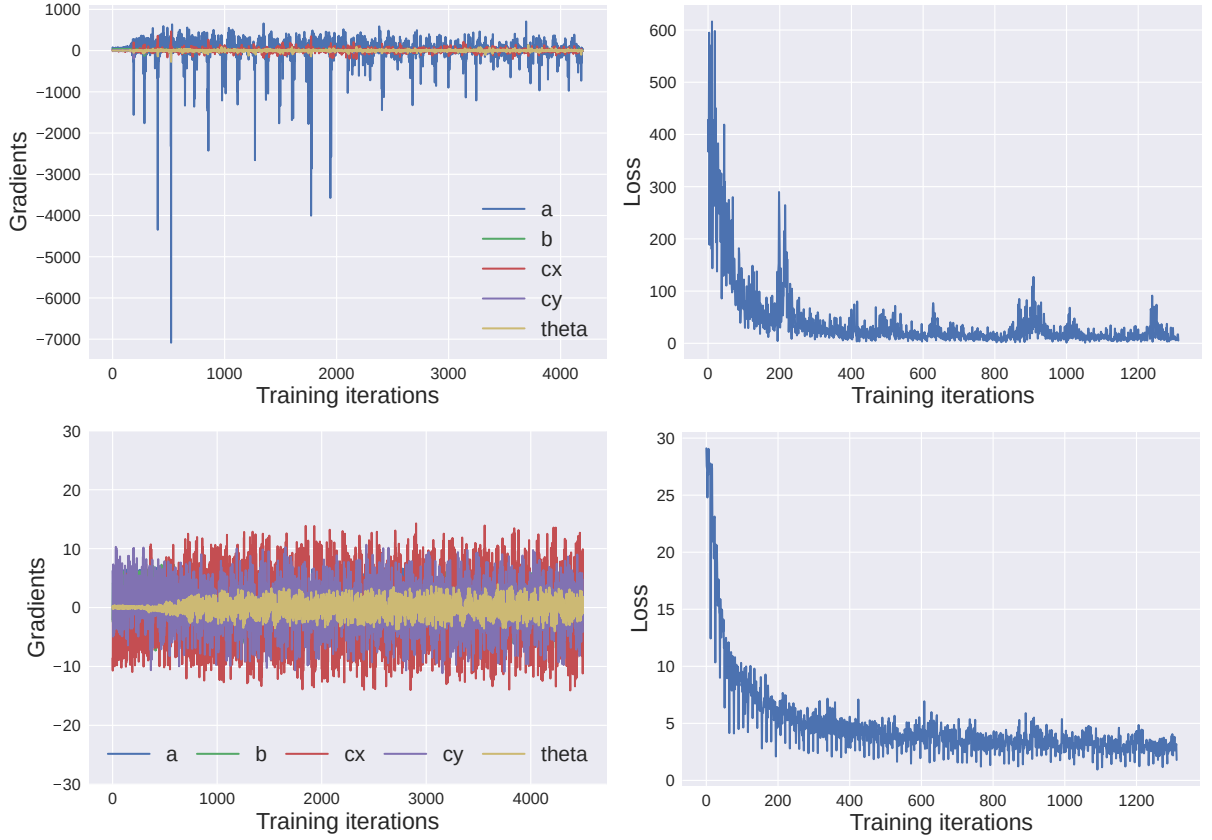 1000
0
−1000
−2000
−3000
−4000
−5000
−6000
−7000
Gradients
a
b
cx
cy
theta
0 1000 2000 3000 4000
Training iterations
600
500
400
300
200
100
0
Loss
0 200 400 600 800 1000 1200
Training iterations
30
20
10
0
−10
−20
−30
Gradients
a b cx cy theta
0 1000 2000 3000 4000
Training iterations
30
25
20
15
10
5
0
Loss
0 200 400 600 800 1000 1200
Training iterations